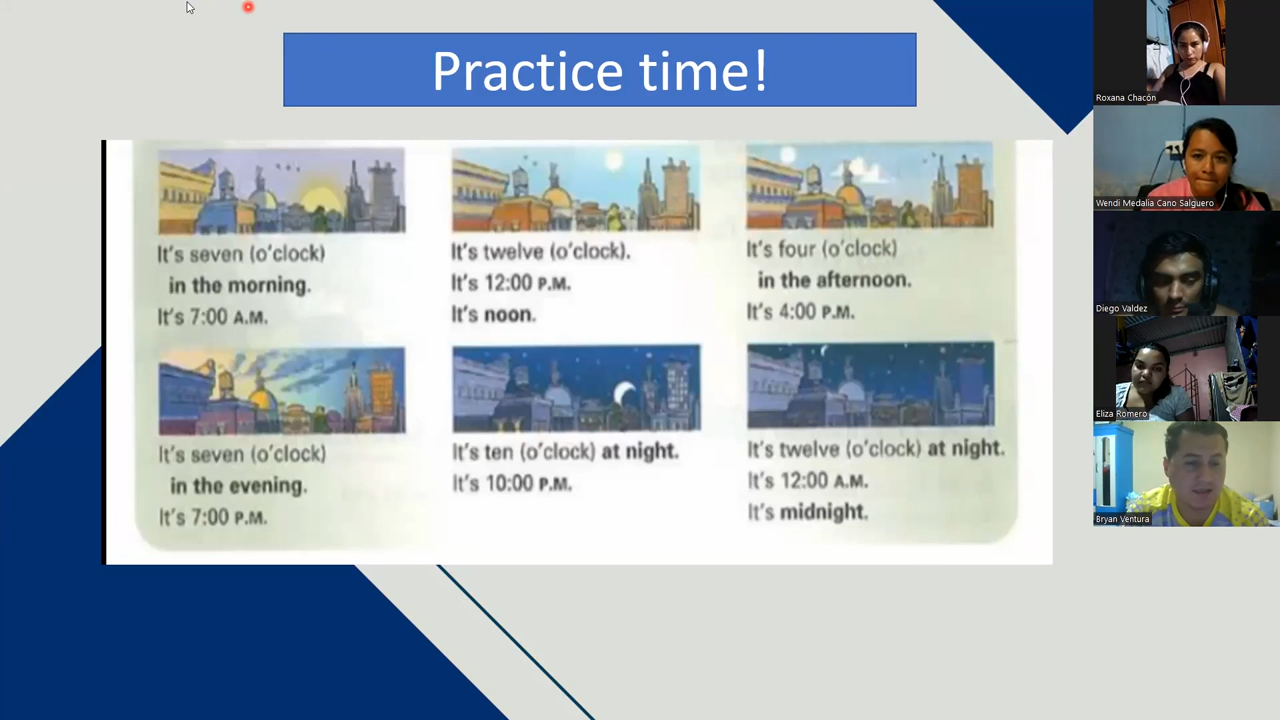 Practice time!
It's seven (o'clock)
in the morning.
It's 7:00 A.M.
It's twelve (o'clock).
It's 12:00 P.M.
It's noon.
It's four (o'clock)
in the afternoon.
It's 4:00 P.M.
It's seven (o'clock)
in the evening.
It's 7:00 P.M.
It's ten (o'clock) at night.
It's 10:00 P.M.
It's twelve (o'clock) at night.
It's 12:00 A.M.
It's midnight.
Roxana Chacón
Wendi Medalia Cano Salguero
Diego Valdez
Eliza Romero
Bryan Ventura